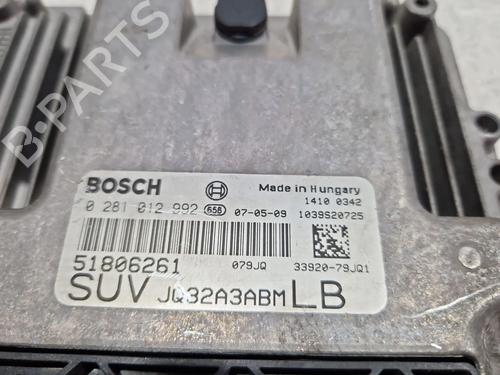 B-PARTS
BOSCH Made in Hungary
1410 0342
0 281 012 992 658 07-05-09 1039S20725
51806261 079JQ 33920-79JQ1
SUV JQ32A3ABM LB